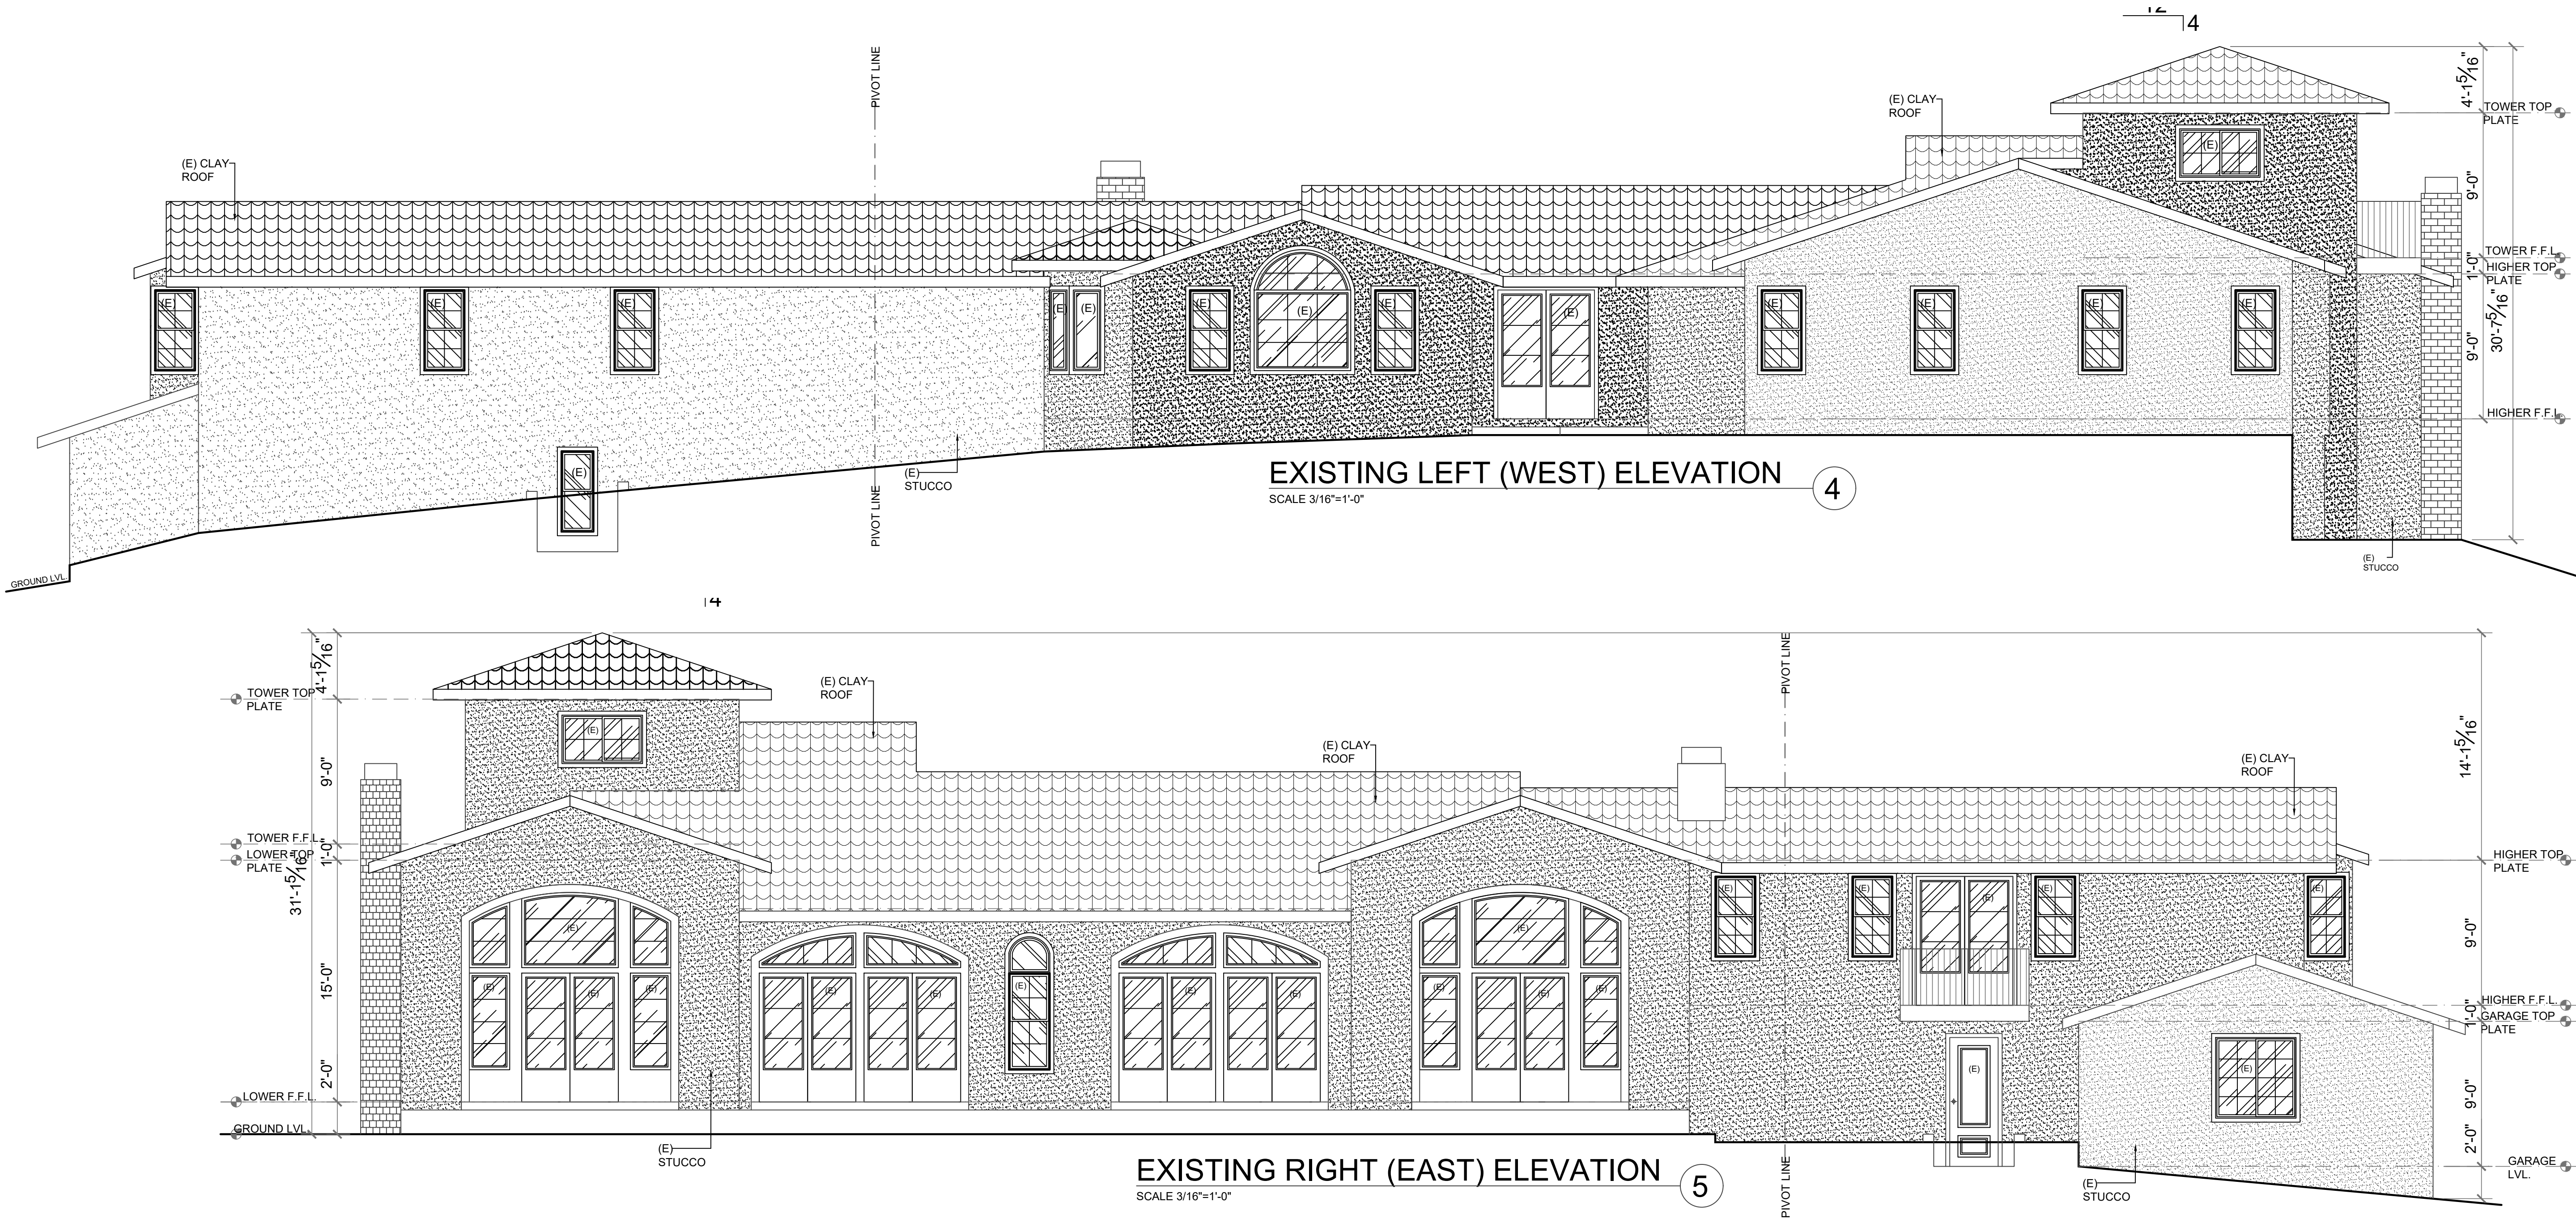 4
PIVOT LINE
4'-1 5/16"
(E) CLAY
ROOF
TOWER TOP
PLATE
(E)
(E) CLAY
ROOF
9'-0"
TOWER F.F.L.
1'-0"
HIGHER TOP
PLATE
(E)
(E)
(E)
(E)
(E)
(E)
(E)
(E)
(E)
(E)
(E)
(E)
(E)
9'-0"
30'-7 5/16"
HIGHER F.F.L.
(E)
(E)
STUCCO
PIVOT LINE
EXISTING LEFT (WEST) ELEVATION
4
SCALE 3/16"=1'-0"
(E)
STUCCO
GROUND LVL.
4
4'-1 5/16"
PIVOT LINE
TOWER TOP
PLATE
(E) CLAY
ROOF
(E)
(E) CLAY
ROOF
(E) CLAY
ROOF
14'-1 5/16"
9'-0"
TOWER F.F.L.
1'-0"
LOWER TOP
PLATE
31'-1 5/16"
HIGHER TOP
PLATE
(E)
(E)
(E)
(E)
(E)
(E)
(E)
9'-0"
15'-0"
(E)
(E)
(E)
(E)
(E)
(E)
(E)
(E)
(E)
(E)
(E)
HIGHER F.F.L.
1'-0"
GARAGE TOP
PLATE
(E)
(E)
9'-0"
2'-0"
LOWER F.F.L.
GROUND LVL.
(E)
STUCCO
2'-0"
GARAGE
LVL.
EXISTING RIGHT (EAST) ELEVATION
5
SCALE 3/16"=1'-0"
PIVOT LINE
(E)
STUCCO